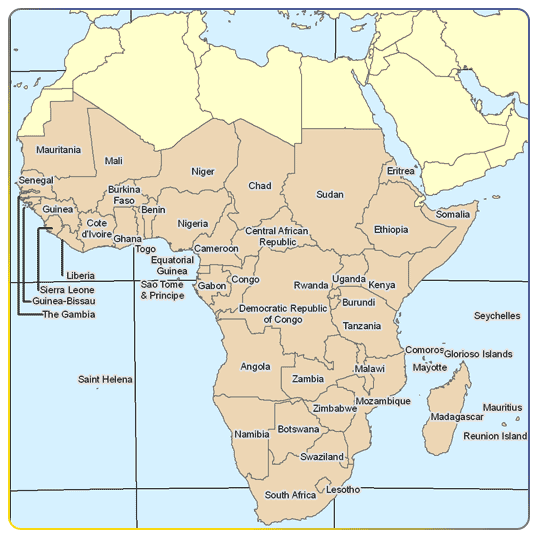 Mauritania
Mali
Niger
Chad
Sudan
Eritrea
Senegal
Burkina
Faso
Guinea
Cote
d'Ivoire
Benin
Nigeria
Ghana
Togo
Central African
Republic
Ethiopia
Somalia
Cameroon
Equatorial
Guinea
Liberia
Sierra Leone
Guinea-Bissau
The Gambia
Sao Tome
& Principe
Gabon
Congo
Rwanda
Uganda
Kenya
Burundi
Democratic Republic
of Congo
Tanzania
Seychelles
Comoros
Glorioso Islands
Mayotte
Angola
Malawi
Zambia
Saint Helena
Mozambique
Zimbabwe
Madagascar
Mauritius
Reunion Island
Namibia
Botswana
Swaziland
South Africa
Lesotho